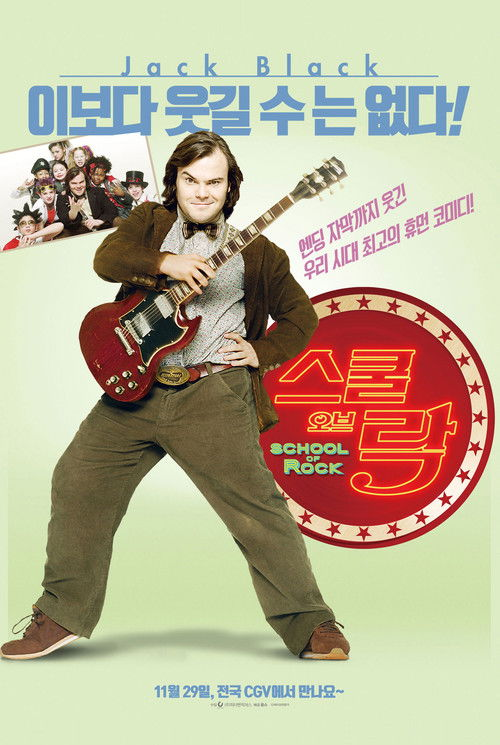 Jack Black
이보다 웃길 수는 없다!
엔딩 자막까지 웃긴
우리 시대 최고의 휴먼 코미디!
스쿨
오브
락
SCHOOL
OF
ROCK
11월 29일, 전국 CGV에서 만나요~